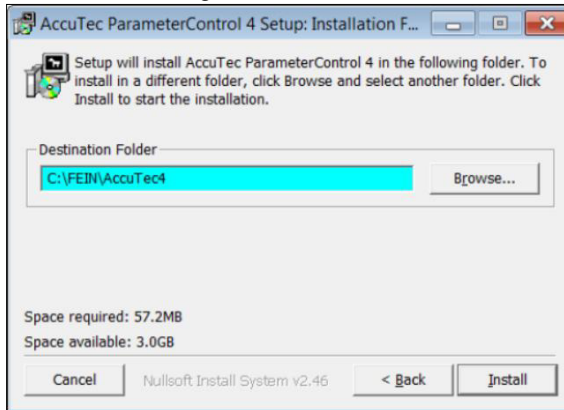 AccuTec ParameterControl 4 Setup: Installation F...
Setup will install AccuTec ParameterControl 4 in the following folder. To
install in a different folder, click Browse and select another folder. Click
Install to start the installation.
Destination Folder
C:\FEIN\AccuTec4
Browse...
Space required: 57.2MB
Space available: 3.0GB
Cancel
Nullsoft Install System v2.46
< Back
Install